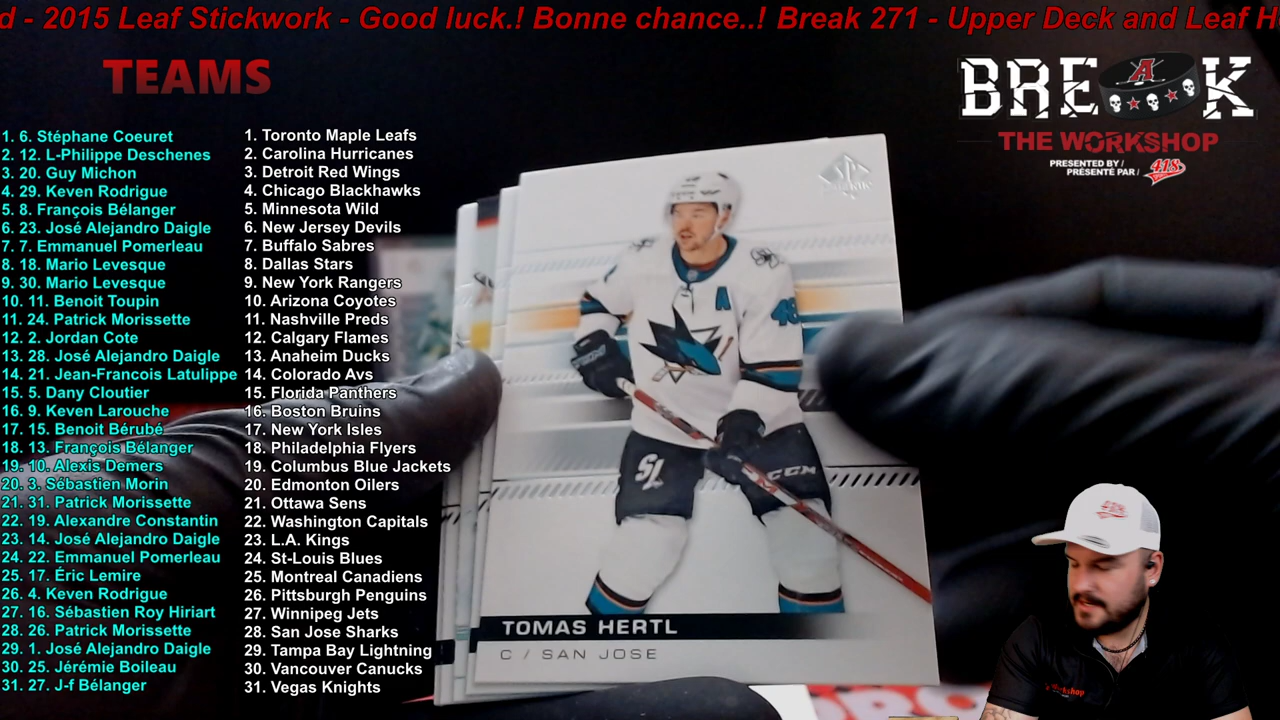 d - 2015 Leaf Stickwork - Good luck.! Bonne chance..! Break 271 - Upper Deck and Leaf H
TEAMS
BRE K
A
THE WORKSHOP
PRESENTED BY /
PRÉSENTÉ PAR /
418
1. 6. Stéphane Coeuret
2. 12. L-Philippe Deschenes
3. 20. Guy Michon
4. 29. Keven Rodrigue
5. 8. François Bélanger
6. 23. José Alejandro Daigle
7. 7. Emmanuel Pomerleau
8. 18. Mario Levesque
9. 30. Mario Levesque
10. 11. Benoit Toupin
11. 24. Patrick Morissette
12. 2. Jordan Cote
13. 28. José Alejandro Daigle
14. 21. Jean-Francois Latulippe
15. 5. Dany Cloutier
16. 9. Keven Larouche
17. 15. Benoit Bérubé
18. 13. François Bélanger
19. 10. Alexis Demers
20. 3. Sébastien Morin
21. 31. Patrick Morissette
22. 19. Alexandre Constantin
23. 14. José Alejandro Daigle
24. 22. Emmanuel Pomerleau
25. 17. Éric Lemire
26. 4. Keven Rodrigue
27. 16. Sébastien Roy Hiriart
28. 26. Patrick Morissette
29. 1. José Alejandro Daigle
30. 25. Jérémie Boileau
31. 27. J-f Bélanger
1. Toronto Maple Leafs
2. Carolina Hurricanes
3. Detroit Red Wings
4. Chicago Blackhawks
5. Minnesota Wild
6. New Jersey Devils
7. Buffalo Sabres
8. Dallas Stars
9. New York Rangers
10. Arizona Coyotes
11. Nashville Preds
12. Calgary Flames
13. Anaheim Ducks
14. Colorado Avs
15. Florida Panthers
16. Boston Bruins
17. New York Isles
18. Philadelphia Flyers
19. Columbus Blue Jackets
20. Edmonton Oilers
21. Ottawa Sens
22. Washington Capitals
23. L.A. Kings
24. St-Louis Blues
25. Montreal Canadiens
26. Pittsburgh Penguins
27. Winnipeg Jets
28. San Jose Sharks
29. Tampa Bay Lightning
30. Vancouver Canucks
31. Vegas Knights
SP
A
SJ
CCM
TOMAS HERTL
C / SAN JOSE
418